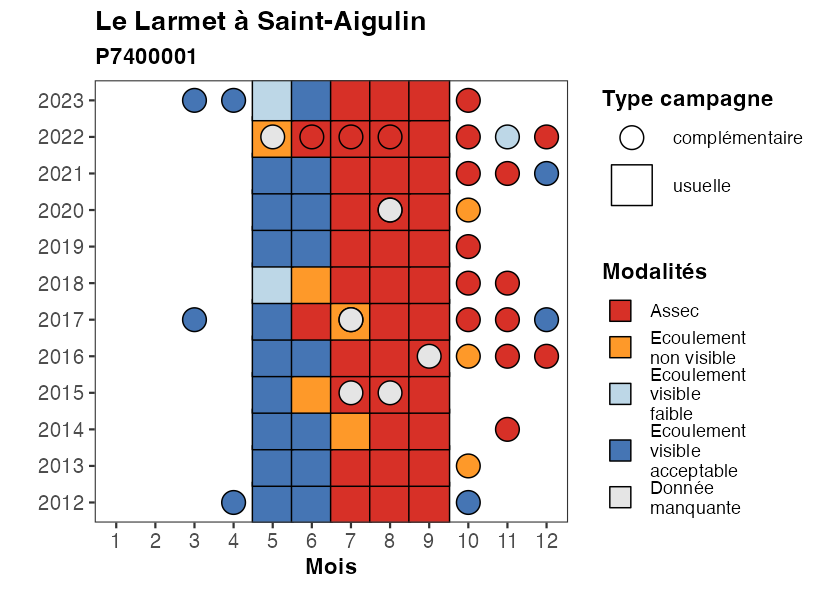 Le Larmet à Saint-Aigulin
P7400001
2023
2022
2021
2020
2019
2018
2017
2016
2015
2014
2013
2012
1 2 3 4 5 6 7 8 9 10 11 12
Mois
Type campagne
complémentaire
usuelle
Modalités
Assec
Ecoulement
non visible
Ecoulement
visible
faible
Ecoulement
visible
acceptable
Donnée
manquante